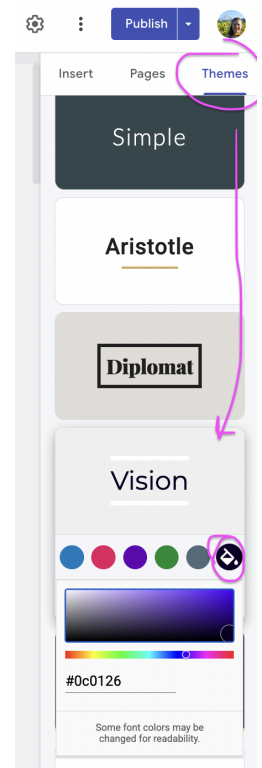 Publish
Insert Pages Themes
Simple
Aristotle
Diplomat
Vision
#0c0126
Some font colors may be
changed for readability.